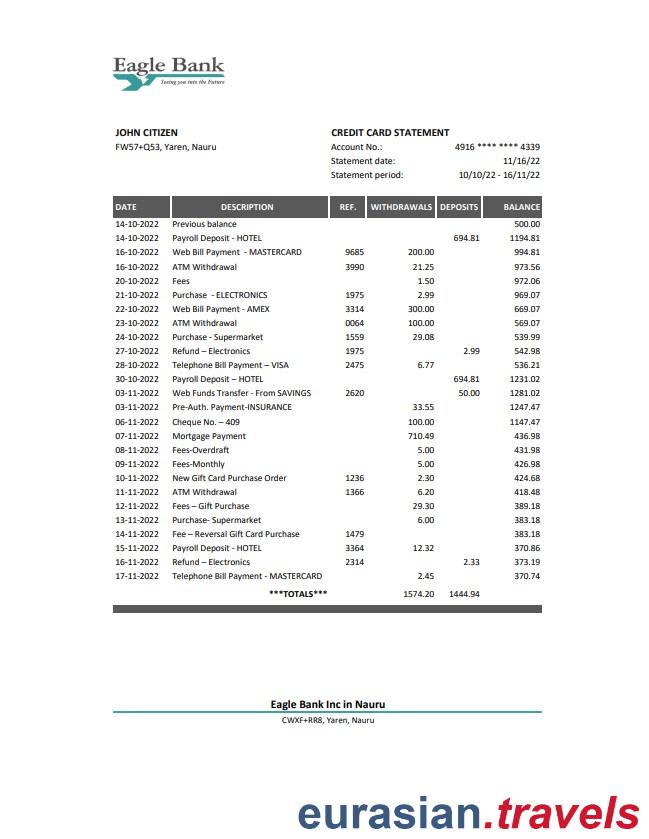 Eagle Bank
Seeing you into the Future
JOHN CITIZEN
FW57+Q53, Yaren, Nauru
CREDIT CARD STATEMENT
Account No.: 4916 **** **** 4339
Statement date: 11/16/22
Statement period: 10/10/22 - 16/11/22
DATE DESCRIPTION REF. WITHDRAWALS DEPOSITS BALANCE
14-10-2022 Previous balance 500.00
14-10-2022 Payroll Deposit - HOTEL 694.81 1194.81
16-10-2022 Web Bill Payment - MASTERCARD 9685 200.00 994.81
16-10-2022 ATM Withdrawal 3990 21.25 973.56
20-10-2022 Fees 1.50 972.06
21-10-2022 Purchase - ELECTRONICS 1975 2.99 969.07
22-10-2022 Web Bill Payment - AMEX 3314 300.00 669.07
23-10-2022 ATM Withdrawal 0064 100.00 569.07
24-10-2022 Purchase - Supermarket 1559 29.08 539.99
27-10-2022 Refund – Electronics 1975 2.99 542.98
28-10-2022 Telephone Bill Payment – VISA 2475 6.77 536.21
30-10-2022 Payroll Deposit – HOTEL 694.81 1231.02
03-11-2022 Web Funds Transfer - From SAVINGS 2620 50.00 1281.02
03-11-2022 Pre-Auth. Payment-INSURANCE 33.55 1247.47
06-11-2022 Cheque No. – 409 100.00 1147.47
07-11-2022 Mortgage Payment 710.49 436.98
08-11-2022 Fees-Overdraft 5.00 431.98
09-11-2022 Fees-Monthly 5.00 426.98
10-11-2022 New Gift Card Purchase Order 1236 2.30 424.68
11-11-2022 ATM Withdrawal 1366 6.20 418.48
12-11-2022 Fees – Gift Purchase 29.30 389.18
13-11-2022 Purchase- Supermarket 6.00 383.18
14-11-2022 Fee – Reversal Gift Card Purchase 1479 383.18
15-11-2022 Payroll Deposit - HOTEL 3364 12.32 370.86
16-11-2022 Refund – Electronics 2314 2.33 373.19
17-11-2022 Telephone Bill Payment - MASTERCARD 2.45 370.74
***TOTALS*** 1574.20 1444.94
Eagle Bank Inc in Nauru
CWXF+RR8, Yaren, Nauru
eurasian.travels